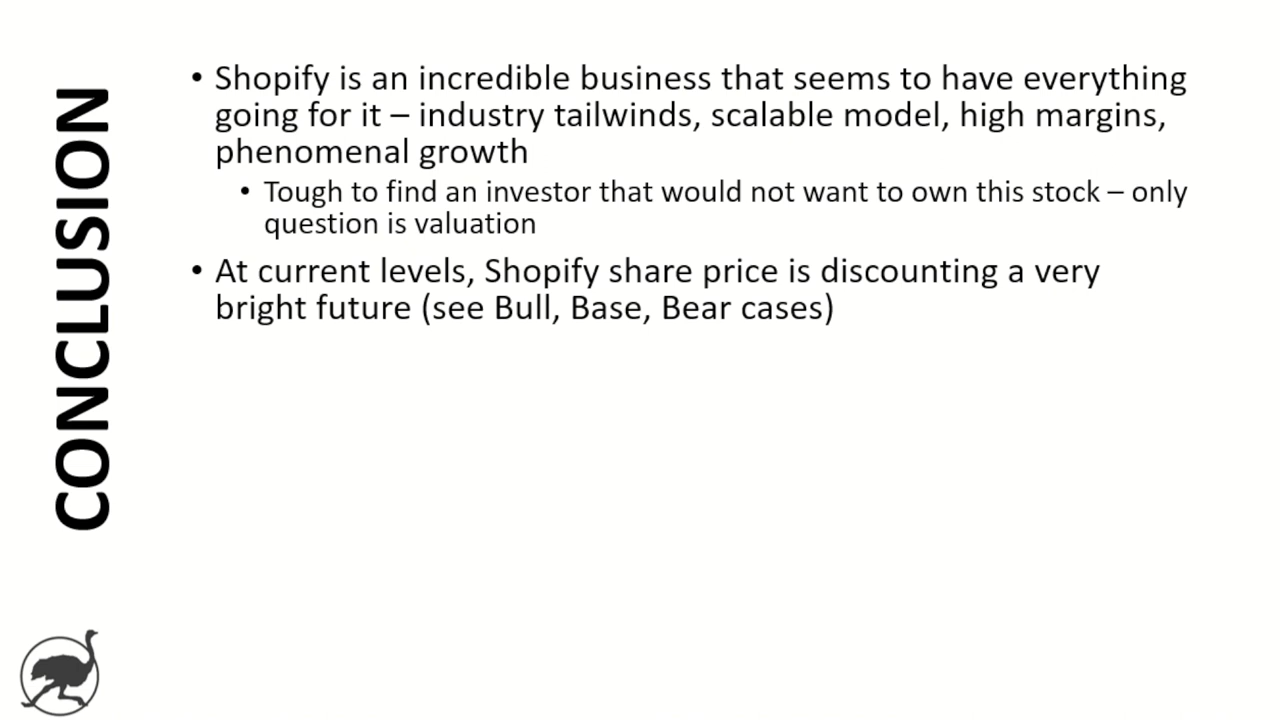 CONCLUSION
• Shopify is an incredible business that seems to have everything
going for it – industry tailwinds, scalable model, high margins,
phenomenal growth
• Tough to find an investor that would not want to own this stock – only
question is valuation
• At current levels, Shopify share price is discounting a very
bright future (see Bull, Base, Bear cases)